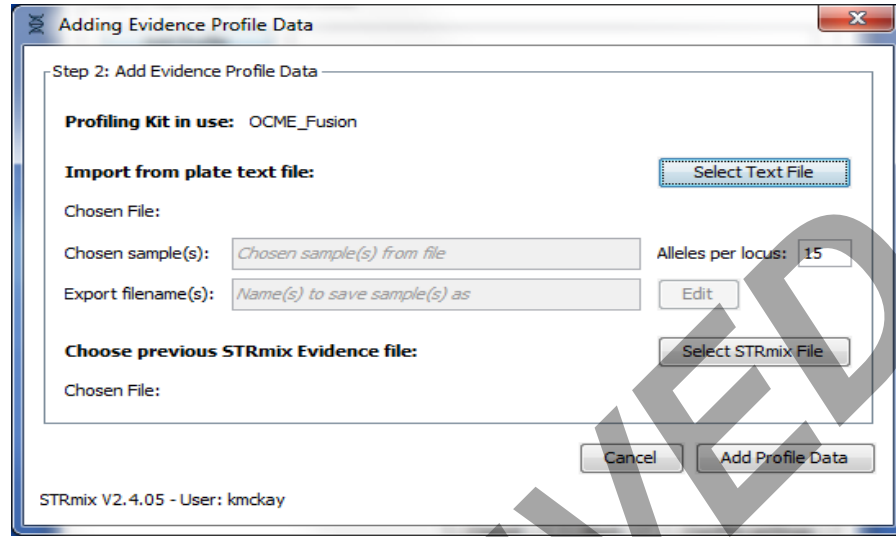 Adding Evidence Profile Data
Step 2: Add Evidence Profile Data
Profiling Kit in use: OCME_Fusion
Import from plate text file: Select Text File
Chosen File:
Chosen sample(s): Chosen sample(s) from file Alleles per locus: 15
Export filename(s): Name(s) to save sample(s) as Edit
Choose previous STRmix Evidence file: Select STRmix File
Chosen File:
Cancel Add Profile Data
STRmix V2.4.05 - User: kmckay